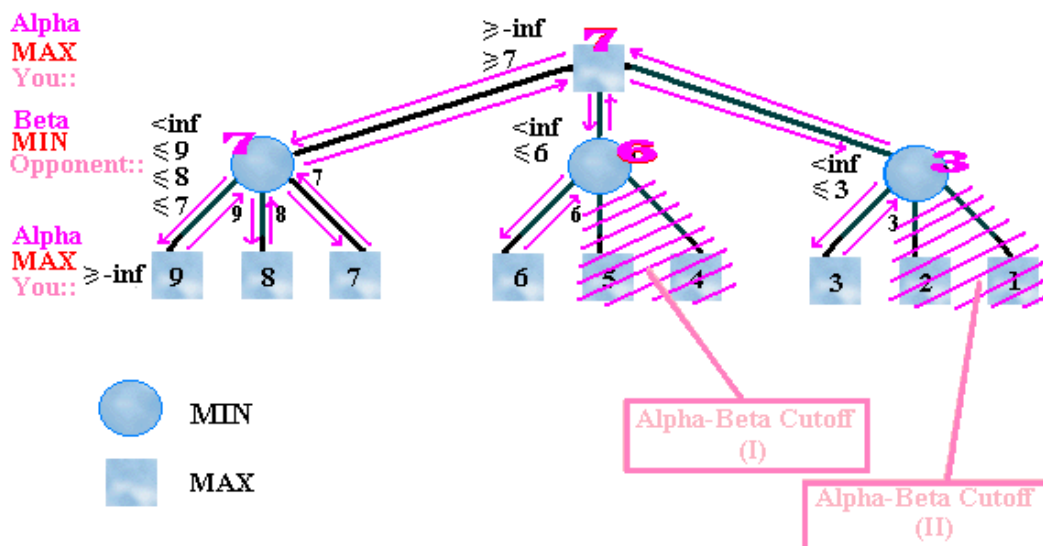 Alpha
MAX
You::
≥-inf
≥7
7
Beta
MIN
Opponent::
<inf
≤9
≤8
≤7
7
<inf
≤6
6
<inf
≤3
3
9
8
7
6
3
Alpha
MAX
You::
≥-inf
9
8
7
6
5
4
3
2
1
MIN
MAX
Alpha-Beta Cutoff
(I)
Alpha-Beta Cutoff
(II)